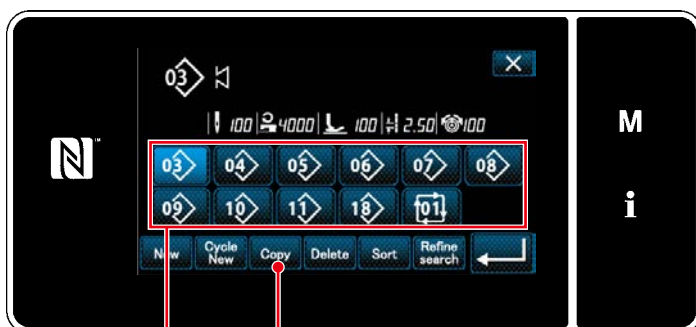 03
100 4000 100 2.50 100
03 04 05 06 07 08
09 10 11 18 01
New Cycle New Copy Delete Sort Refine search
N
M
i